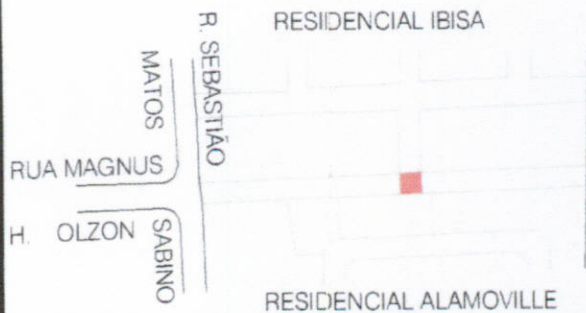 RESIDENCIAL IBISA
R. SEBASTIÃO
MATOS
RUA MAGNUS
H. OLZON
SABINO
RESIDENCIAL ALAMOVILLE